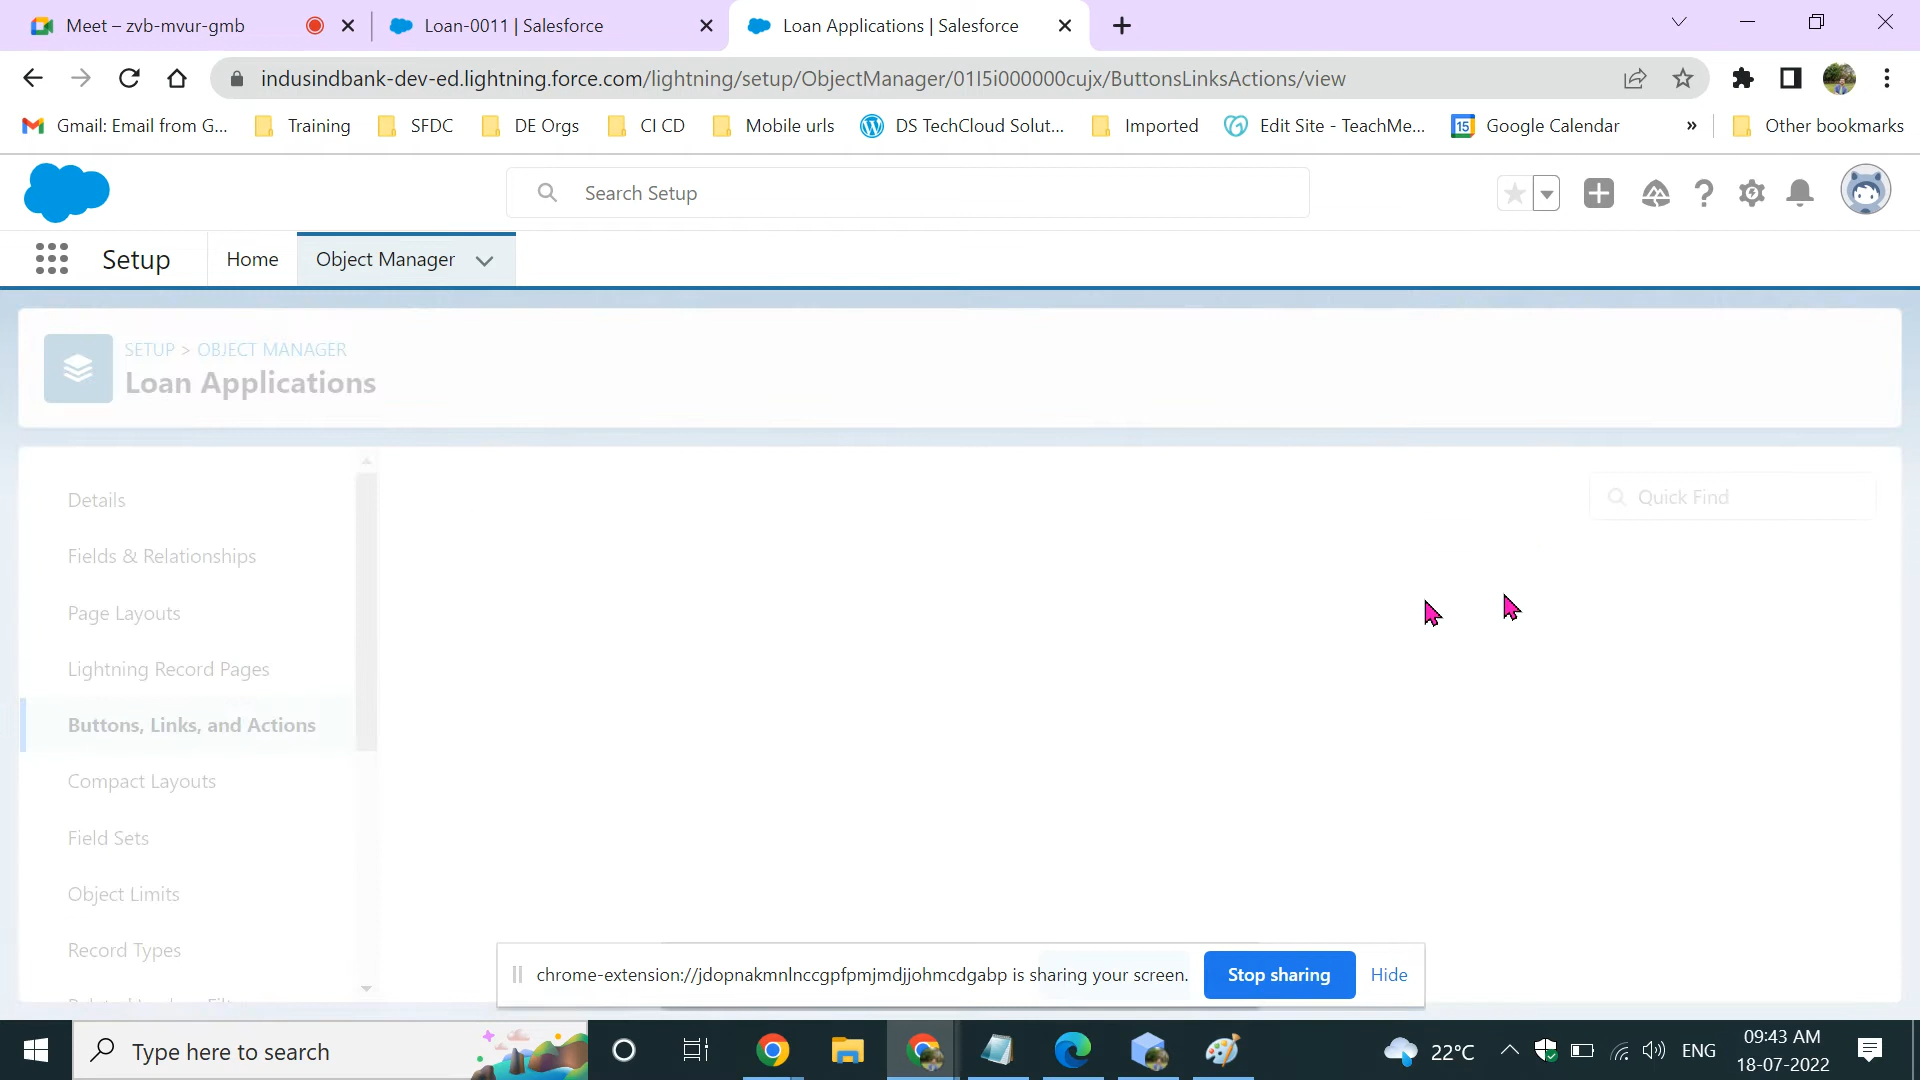 Meet – zvb-mvur-gmb
Loan-0011 | Salesforce
Loan Applications | Salesforce
indusindbank-dev-ed.lightning.force.com/lightning/setup/ObjectManager/01I5i000000cujx/ButtonsLinksActions/view
Gmail: Email from G...
Training
SFDC
DE Orgs
CI CD
Mobile urls
DS TechCloud Solut...
Imported
Edit Site - TeachMe...
15
Google Calendar
»
Other bookmarks
Search Setup
Setup
Home
Object Manager
SETUP > OBJECT MANAGER
Loan Applications
Details
Fields & Relationships
Page Layouts
Lightning Record Pages
Buttons, Links, and Actions
Compact Layouts
Field Sets
Object Limits
Record Types
Quick Find
chrome-extension://jdopnakmnlnccgpfpmjmdjjohmcdgabp is sharing your screen.
Stop sharing
Hide
Type here to search
22°C
ENG
09:43 AM
18-07-2022